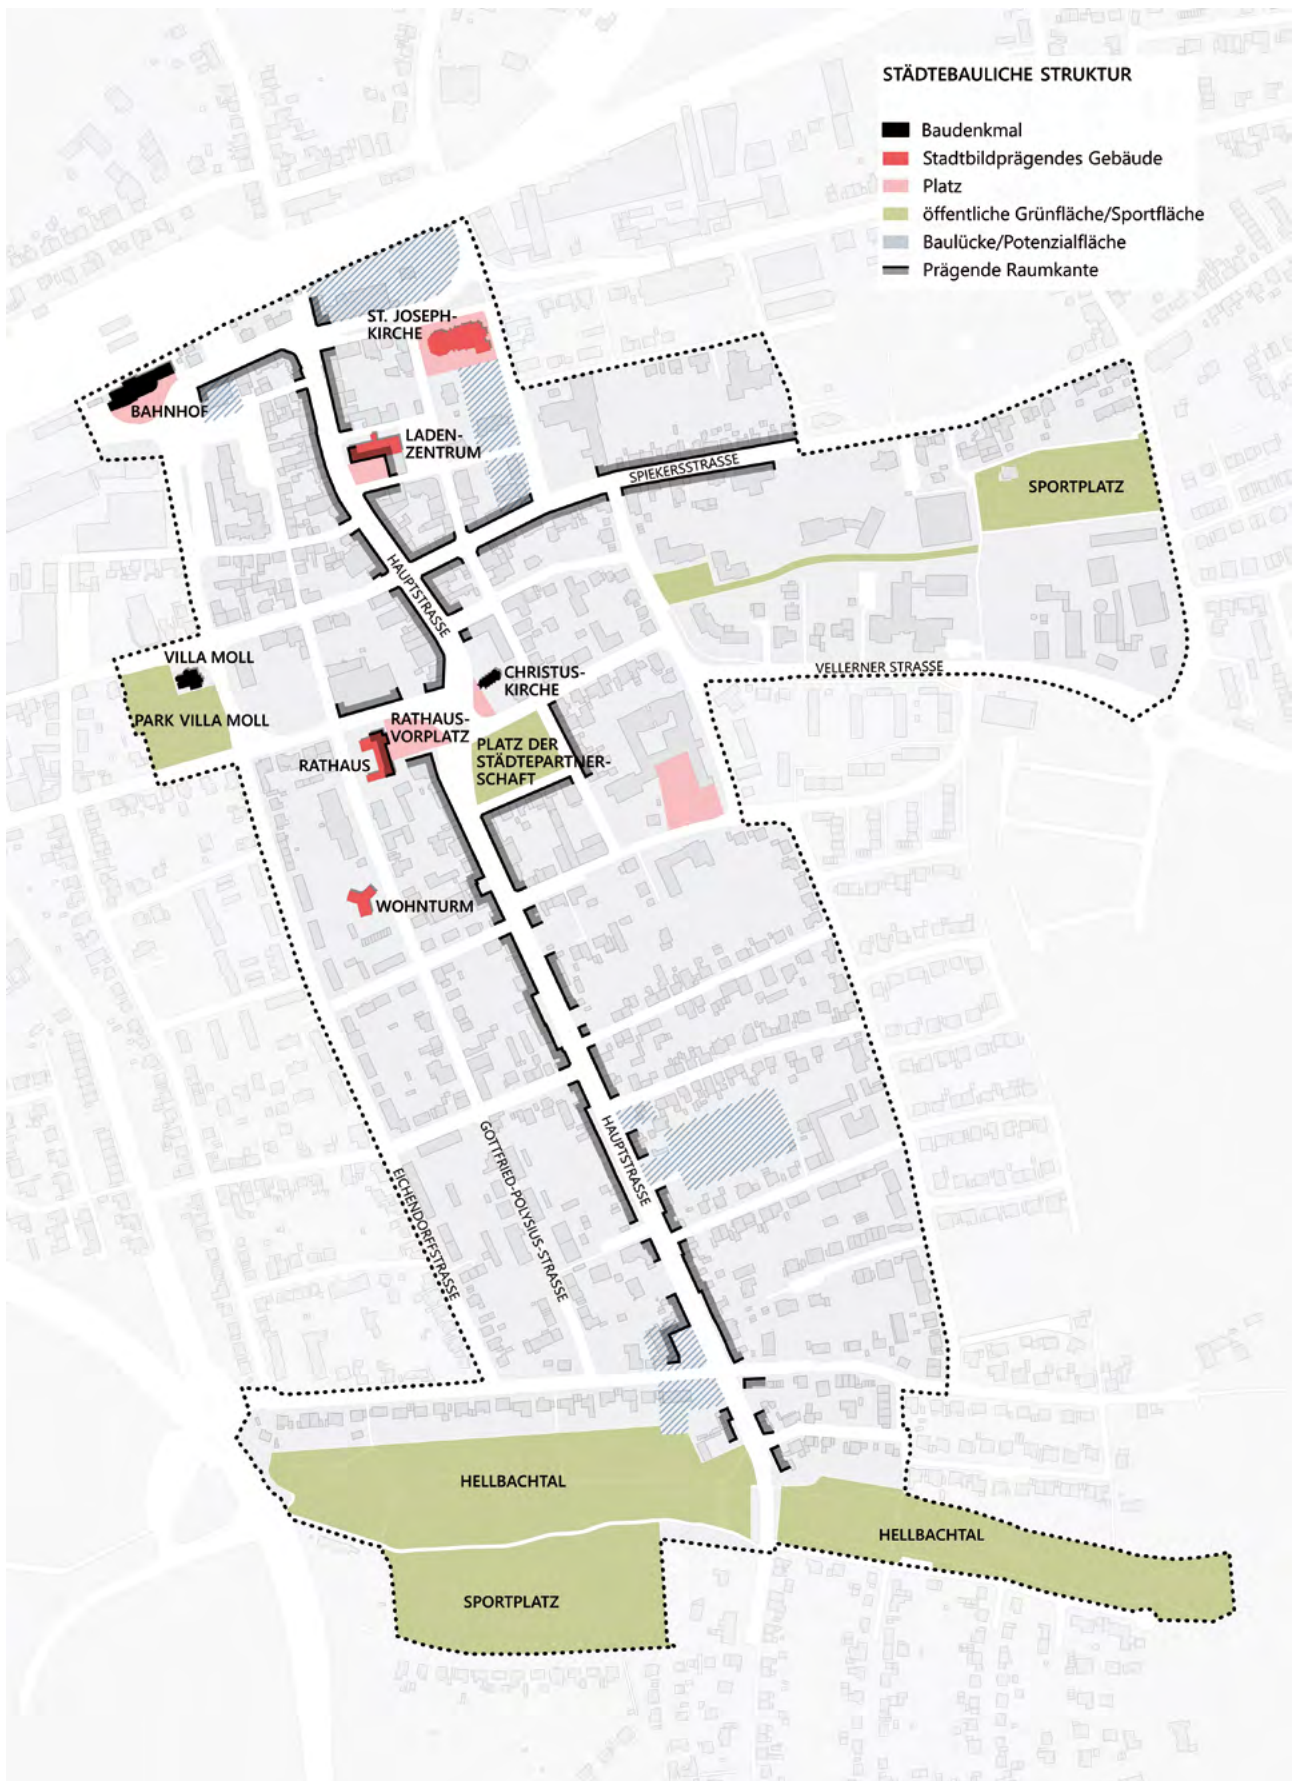 STÄDTEBAULICHE STRUKTUR
Baudenkmal
Stadtbildprägendes Gebäude
Platz
öffentliche Grünfläche/Sportfläche
Baulücke/Potenzialfläche
Prägende Raumkante
ST. JOSEPH-
KIRCHE
BAHNHOF
LADEN-
ZENTRUM
SPIEKERSSTRASSE
SPORTPLATZ
HAUPTSTRASSE
VILLA MOLL
CHRISTUS-
KIRCHE
VELLERNER STRASSE
PARK VILLA MOLL
RATHAUS-
VORPLATZ
RATHAUS
PLATZ DER
STÄDTEPARTNER-
SCHAFT
WOHNTURM
HAUPTSTRASSE
GOTTFRIED-POLYSIUS-STRASSE
EICHENDORFFSTRASSE
HELLBACHTAL
HELLBACHTAL
SPORTPLATZ